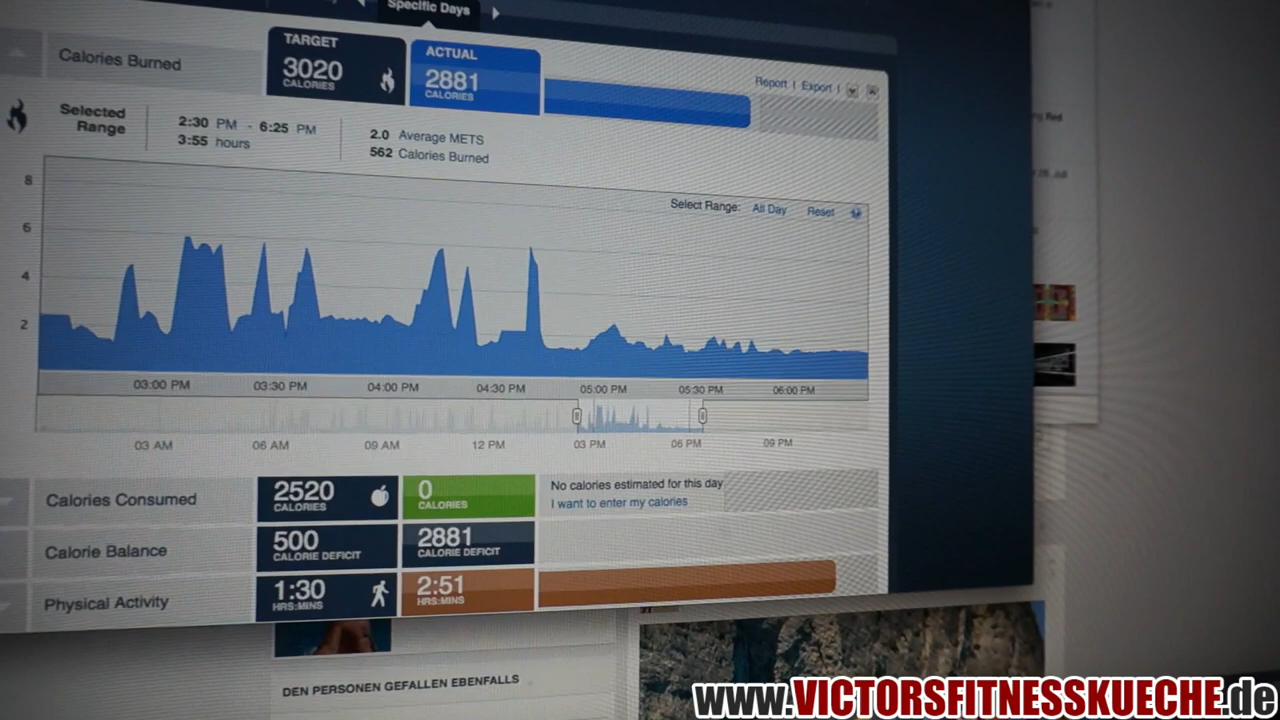 Specific Days
Calories Burned
TARGET
3020
CALORIES
ACTUAL
2881
CALORIES
Report | Export |
Selected
Range
2:30 PM - 6:25 PM
3:55 hours
2.0 Average METS
562 Calories Burned
Select Range: All Day Reset
8
6
4
2
03:00 PM 03:30 PM 04:00 PM 04:30 PM 05:00 PM 05:30 PM 06:00 PM
03 AM 06 AM 09 AM 12 PM 03 PM 06 PM 09 PM
Calories Consumed
2520
CALORIES
0
CALORIES
No calories estimated for this day
I want to enter my calories
Calorie Balance
500
CALORIE DEFICIT
2881
CALORIE DEFICIT
Physical Activity
1:30
HRS:MINS
2:51
HRS:MINS
DEN PERSONEN GEFALLEN EBENFALLS
www.VICTORSFITNESSKUECHE.de